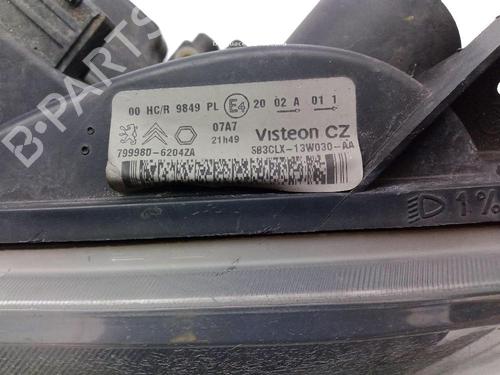 00 HC/R 9849 PL E4 20 02 A 01 1
07A7
21h49
Visteon CZ
79998D-6204ZA
SB3CLX-13W030-AA
1%
B-PARTS